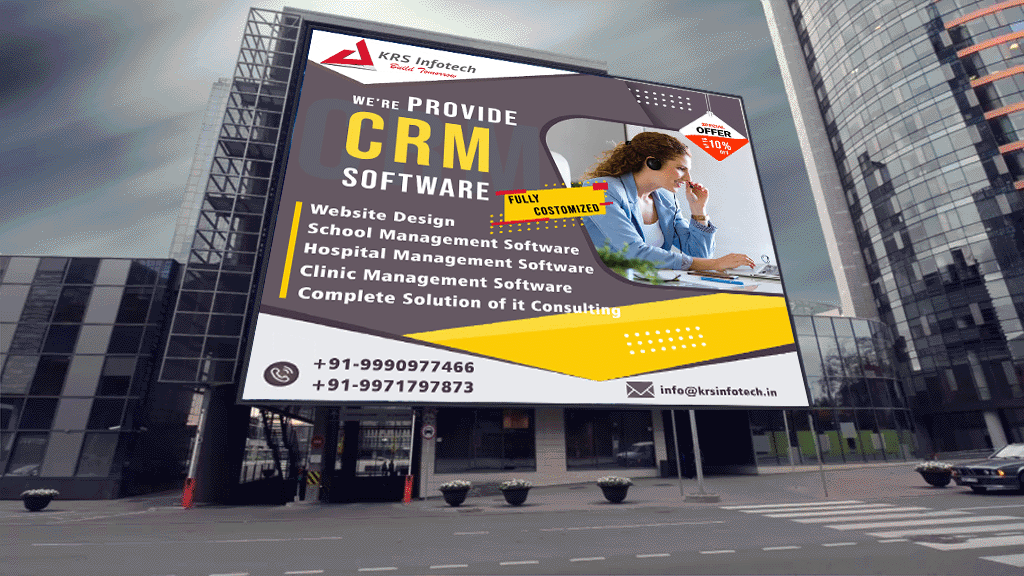 KRS Infotech
Build Tomorrow
WE'RE PROVIDE
CRM
SOFTWARE
SPECIAL
OFFER
10%
OFF
FULLY
COSTOMIZED
Website Design
School Management Software
Hospital Management Software
Clinic Management Software
Complete Solution of it Consulting
+91-9990977466
+91-9971797873
info@krsinfotech.in